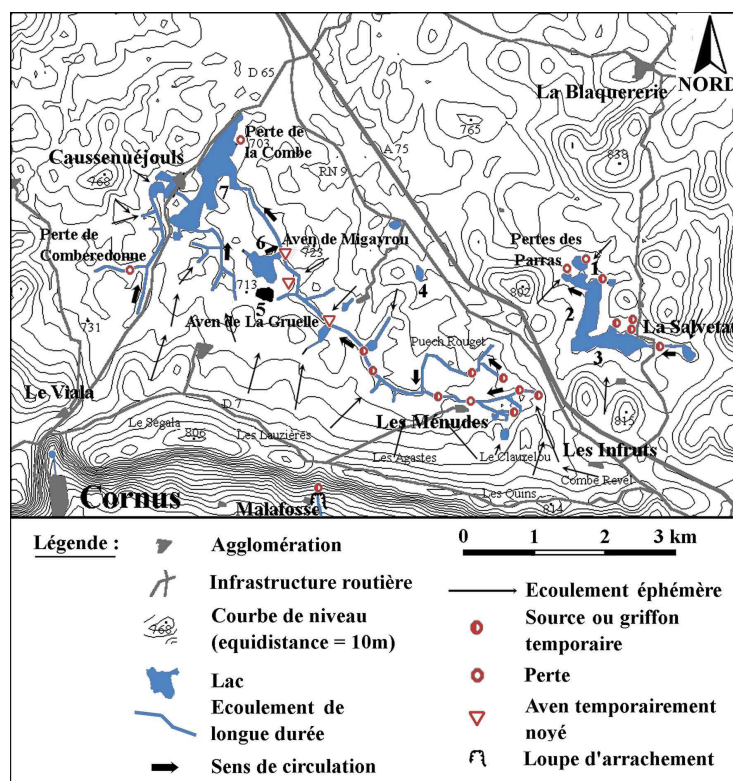 NORD
La Blaquererie
D 65
765
Perte de
la Combe
703
A 75
838
Caussenuéjouls
768
RN 9
7
Perte de
Comberedonne
6
Aven de Migayrou
723
Pertes des
Parras
1
713
5
4
802
2
La Salvetat
731
Aven de La Gruelle
Puech Rouget
3
Le Viala
D 7
815
Le Ségala
806
Les Lauzières
Les Ménudes
Les Infruts
Les Agastes
Le Claurelou
Combe Revel
Cornus
Les Quins
Malafosse
814
Légende :
Agglomération
Infrastructure routière
Courbe de niveau
(equidistance = 10m)
768
Lac
Ecoulement de
longue durée
Sens de circulation
0 1 2 3 km
Ecoulement éphémère
Source ou griffon
temporaire
Perte
Aven temporairement
noyé
Loupe d'arrachement